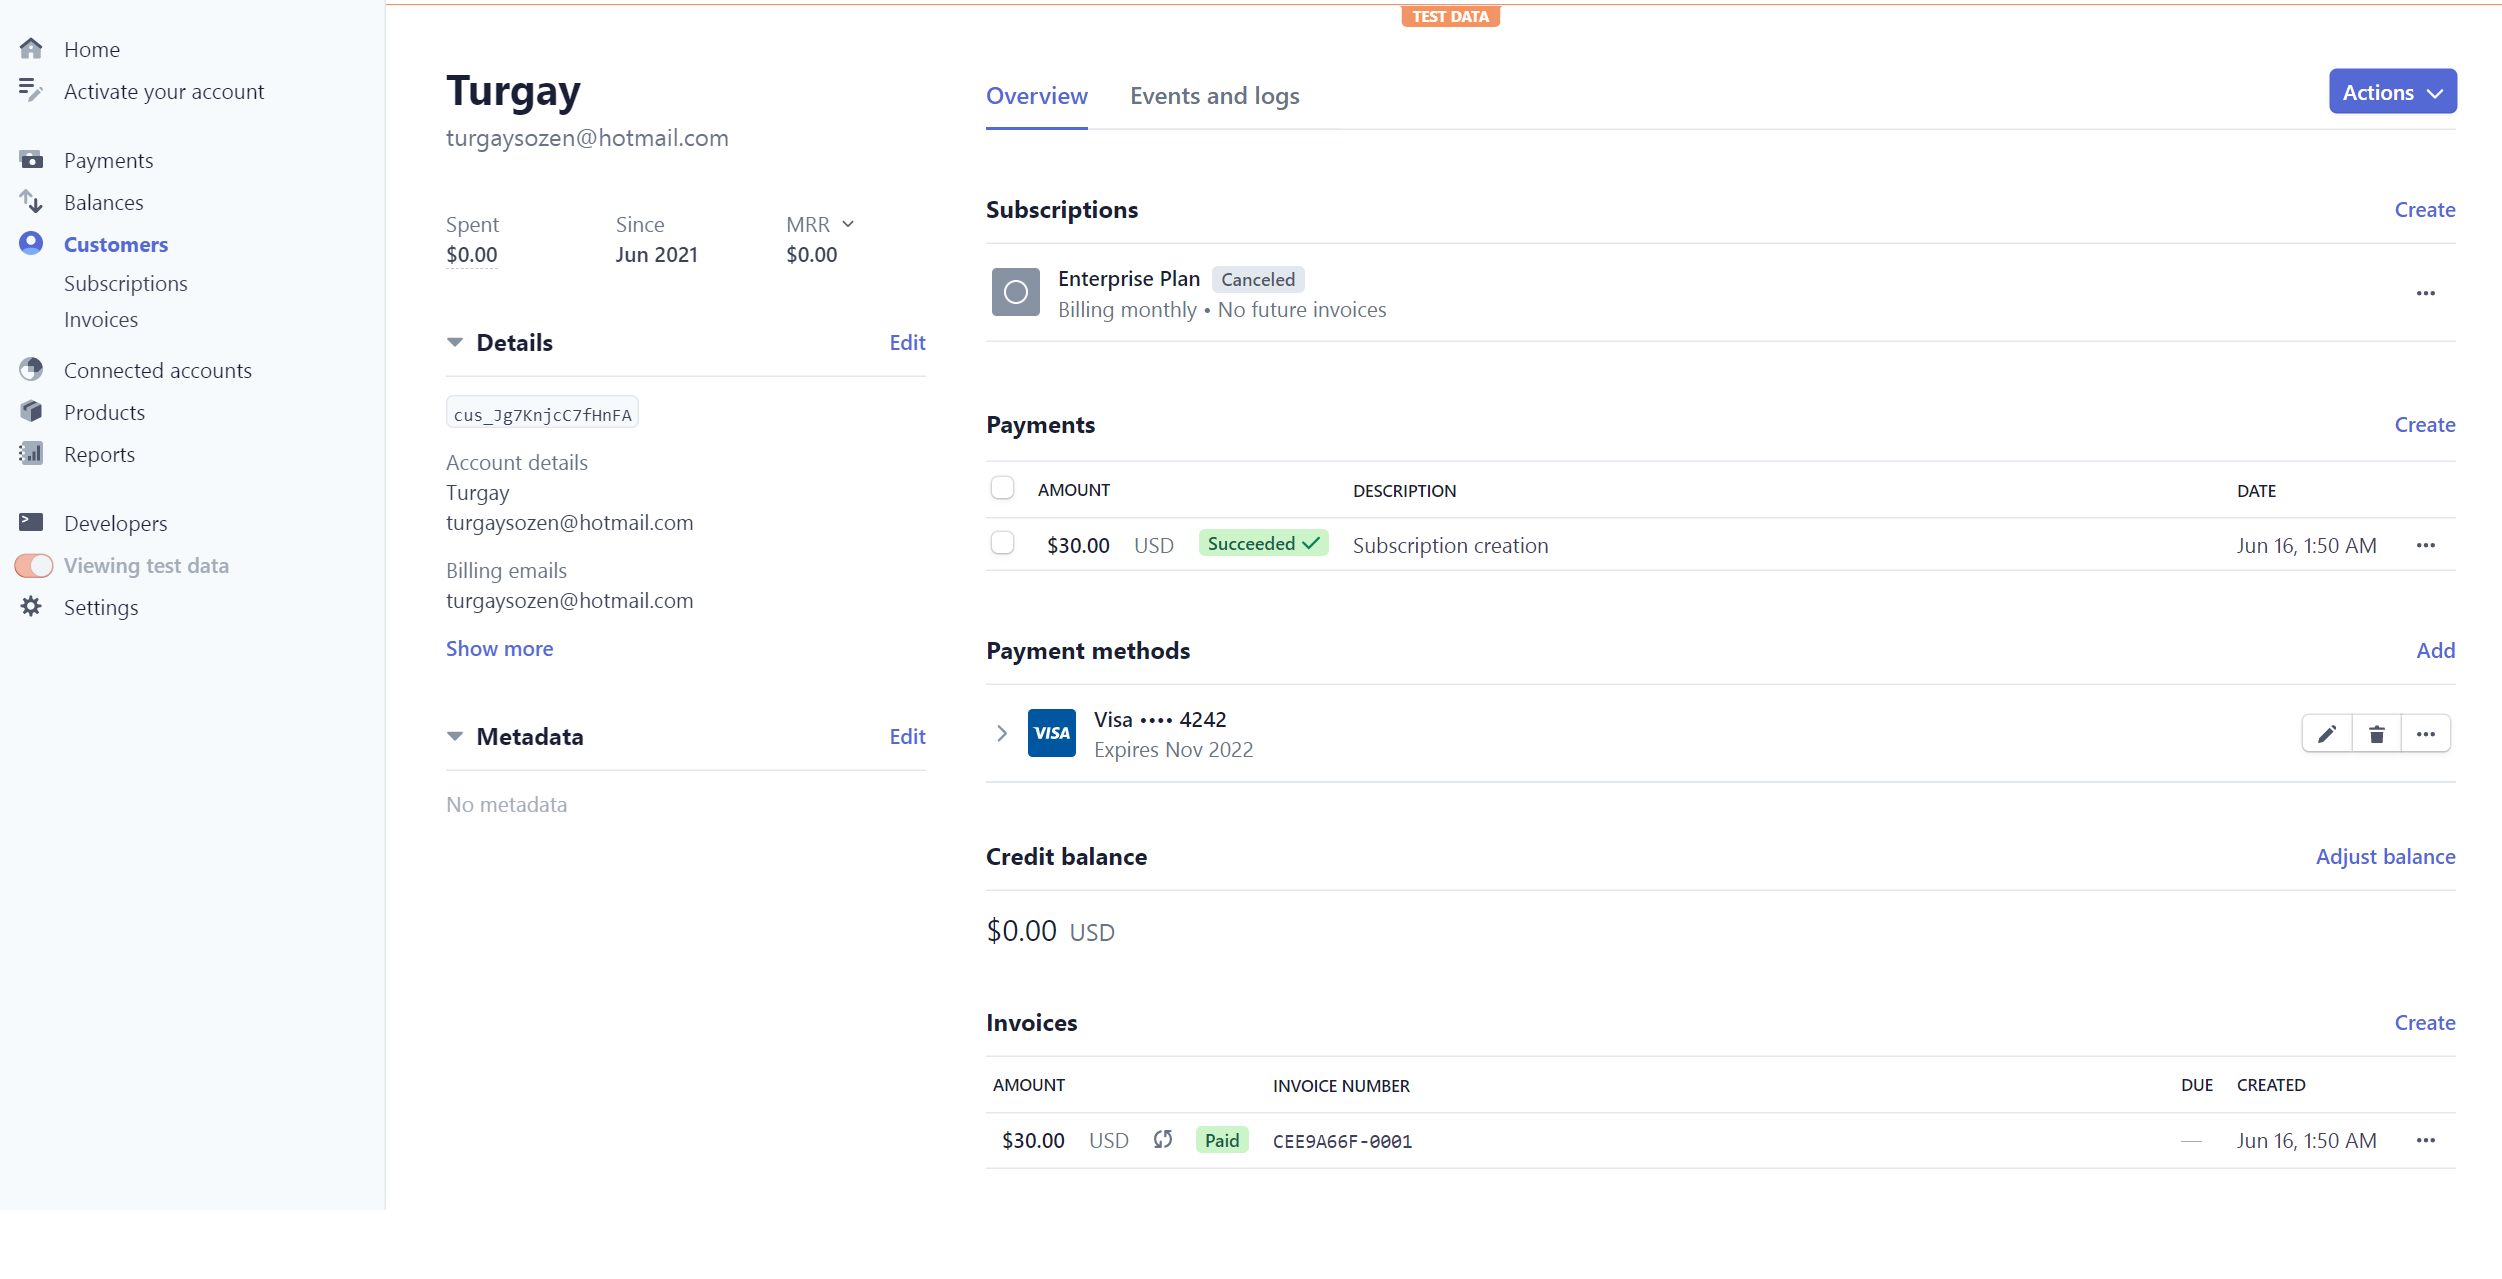 TEST DATA
Home
Activate your account
Payments
Balances
Customers
Subscriptions
Invoices
Connected accounts
Products
Reports
Developers
Viewing test data
Settings
Turgay
turgaysozen@hotmail.com
Spent Since MRR
$0.00 Jun 2021 $0.00
Details Edit
cus_Jg7KnjcC7fHnFA
Account details
Turgay
turgaysozen@hotmail.com
Billing emails
turgaysozen@hotmail.com
Show more
Metadata Edit
No metadata
Overview Events and logs Actions
Subscriptions Create
Enterprise Plan Canceled
Billing monthly • No future invoices
Payments Create
AMOUNT DESCRIPTION DATE
$30.00 USD Succeeded Subscription creation Jun 16, 1:50 AM
Payment methods Add
VISA
Visa •••• 4242
Expires Nov 2022
Credit balance Adjust balance
$0.00 USD
Invoices Create
AMOUNT INVOICE NUMBER DUE CREATED
$30.00 USD Paid CEE9A66F-0001 — Jun 16, 1:50 AM